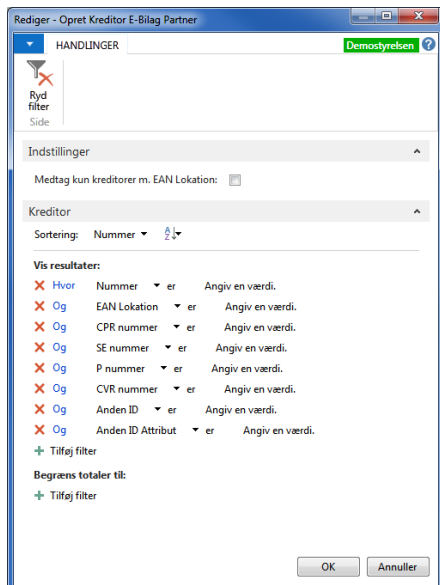 Rediger - Opret Kreditor E-Bilag Partner
HANDLINGER
Demostyrelsen
Ryd
filter
Side
Indstillinger
Medtag kun kreditorer m. EAN Lokation:
Kreditor
Sortering: Nummer
Vis resultater:
Hvor Nummer er Angiv en værdi.
Og EAN Lokation er Angiv en værdi.
Og CPR nummer er Angiv en værdi.
Og SE nummer er Angiv en værdi.
Og P nummer er Angiv en værdi.
Og CVR nummer er Angiv en værdi.
Og Anden ID er Angiv en værdi.
Og Anden ID Attribut er Angiv en værdi.
Tilføj filter
Begræns totaler til:
Tilføj filter
OK Annuller